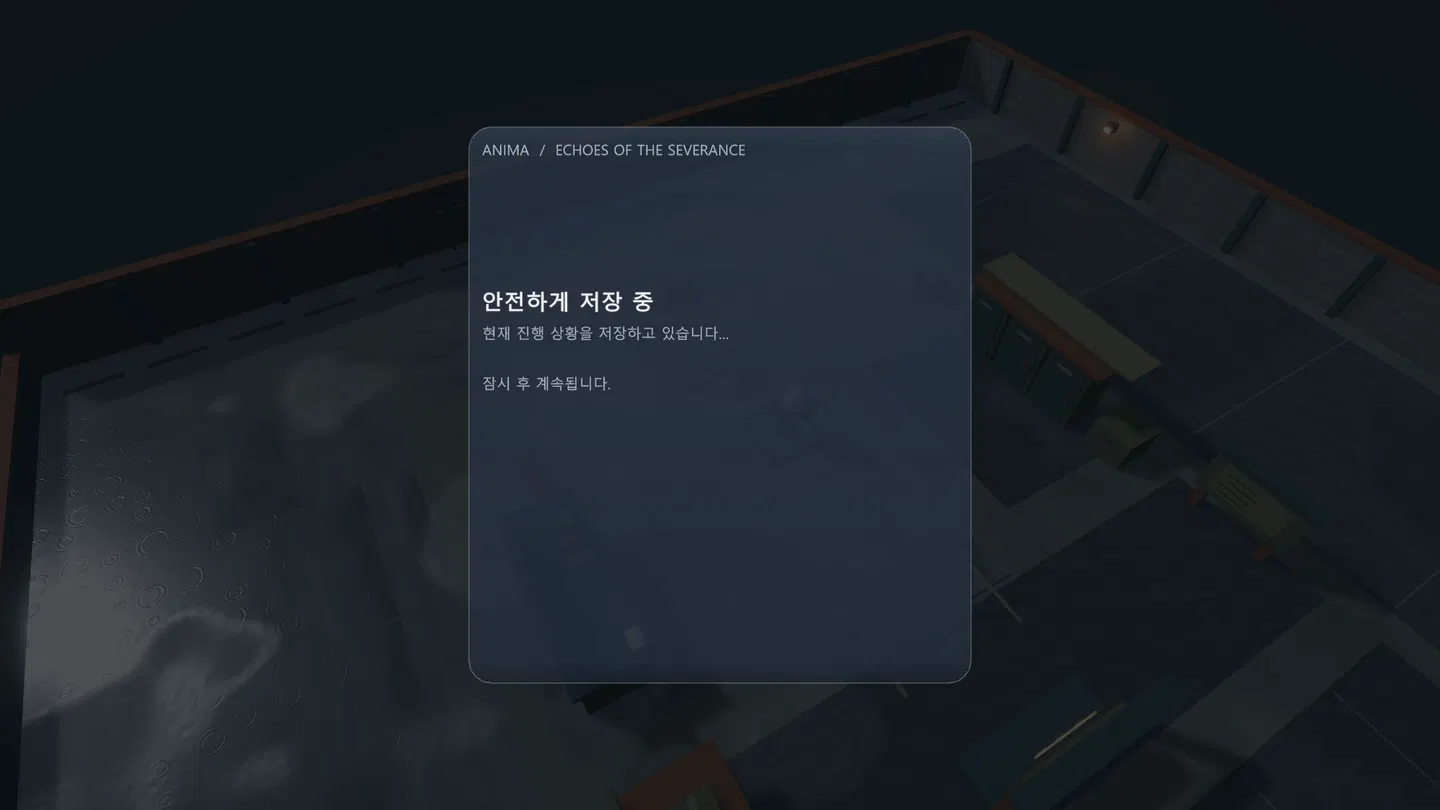 ANIMA / ECHOES OF THE SEVERANCE
안전하게 저장 중
현재 진행 상황을 저장하고 있습니다...
잠시 후 계속됩니다.